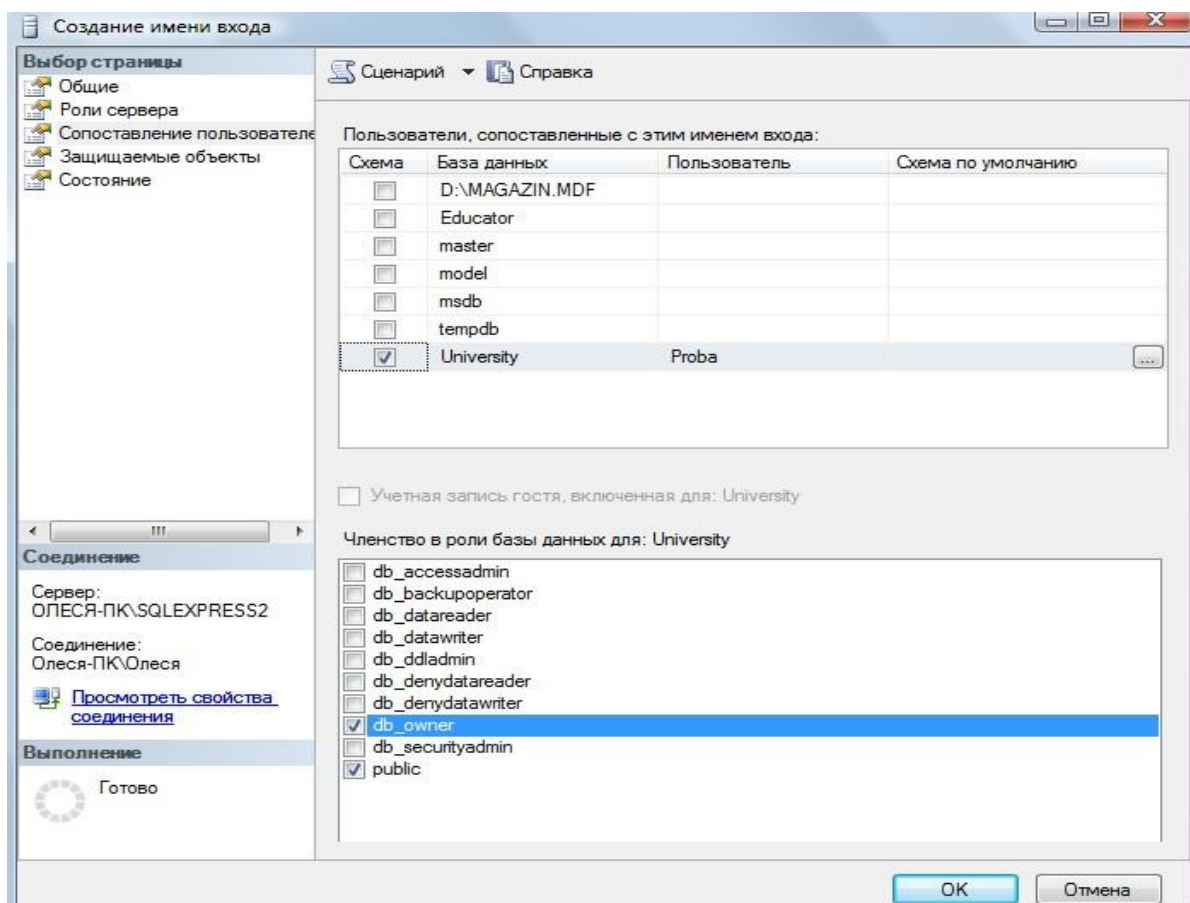 Создание имени входа
Выбор страницы
Общие
Роли сервера
Сопоставление пользователе
Защищаемые объекты
Состояние
Сценарий
Справка
Пользователи, сопоставленные с этим именем входа:
Схема База данных Пользователь Схема по умолчанию
D:\MAGAZIN.MDF
Educator
master
model
msdb
tempdb
University Proba ...
Учетная запись гостя, включенная для: University
Членство в роли базы данных для: University
db_accessadmin
db_backupoperator
db_datareader
db_datawriter
db_ddladmin
db_denydatareader
db_denydatawriter
db_owner
db_securityadmin
public
Соединение
Сервер:
ОЛЕСЯ-ПК\SQLEXPRESS2
Соединение:
Олеся-ПК\Олеся
Просмотреть свойства
соединения
Выполнение
Готово
OK
Отмена